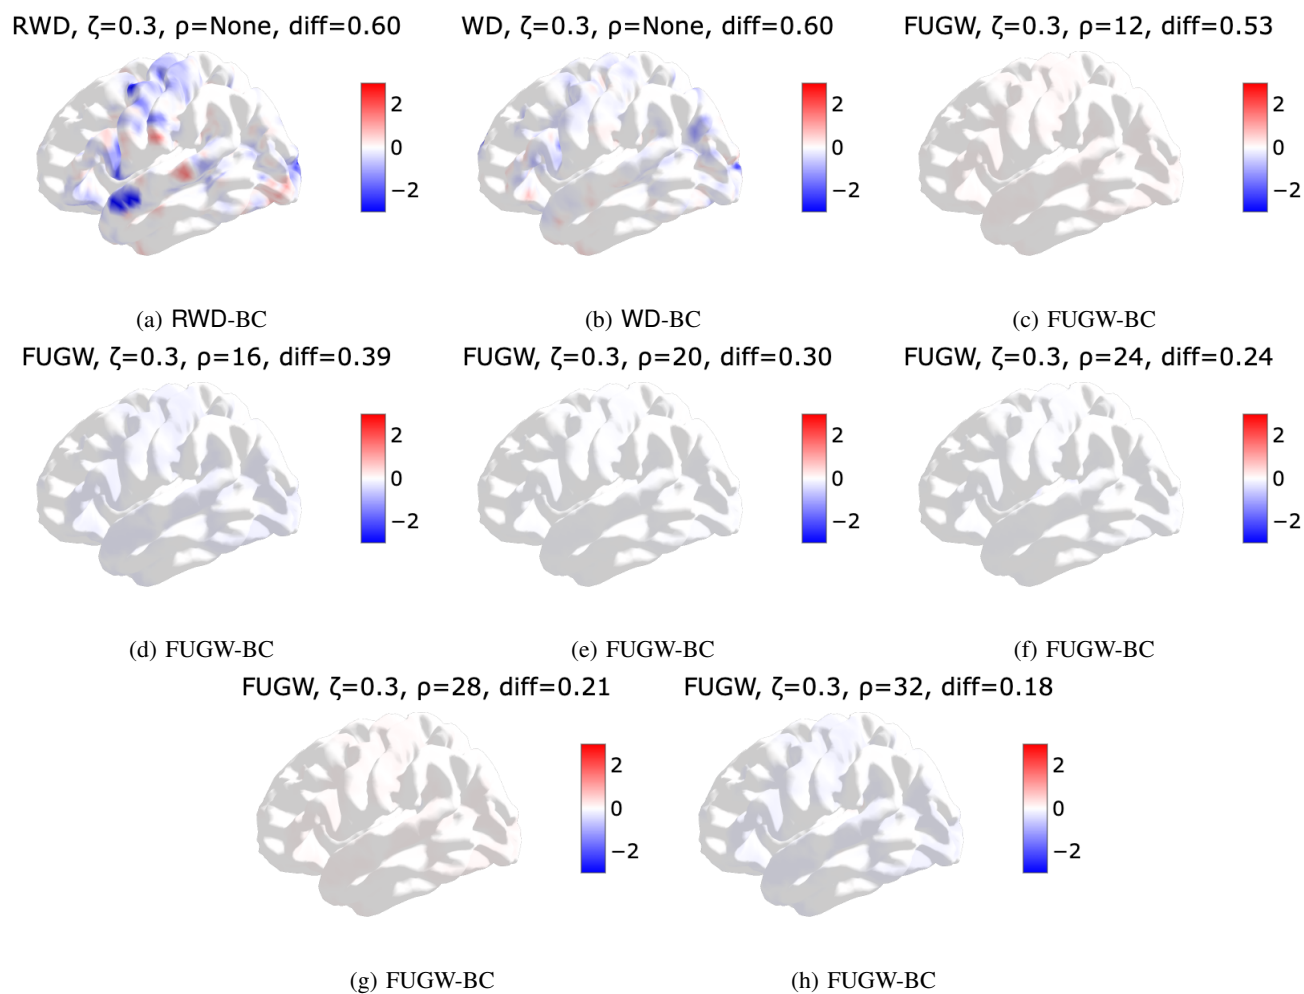 RWD, ζ=0.3, ρ=None, diff=0.60
WD, ζ=0.3, ρ=None, diff=0.60
FUGW, ζ=0.3, ρ=12, diff=0.53
2
0
−2
2
0
−2
2
0
−2
(a) RWD-BC
(b) WD-BC
(c) FUGW-BC
FUGW, ζ=0.3, ρ=16, diff=0.39
FUGW, ζ=0.3, ρ=20, diff=0.30
FUGW, ζ=0.3, ρ=24, diff=0.24
2
0
−2
2
0
−2
2
0
−2
(d) FUGW-BC
(e) FUGW-BC
(f) FUGW-BC
FUGW, ζ=0.3, ρ=28, diff=0.21
FUGW, ζ=0.3, ρ=32, diff=0.18
2
0
−2
2
0
−2
(g) FUGW-BC
(h) FUGW-BC